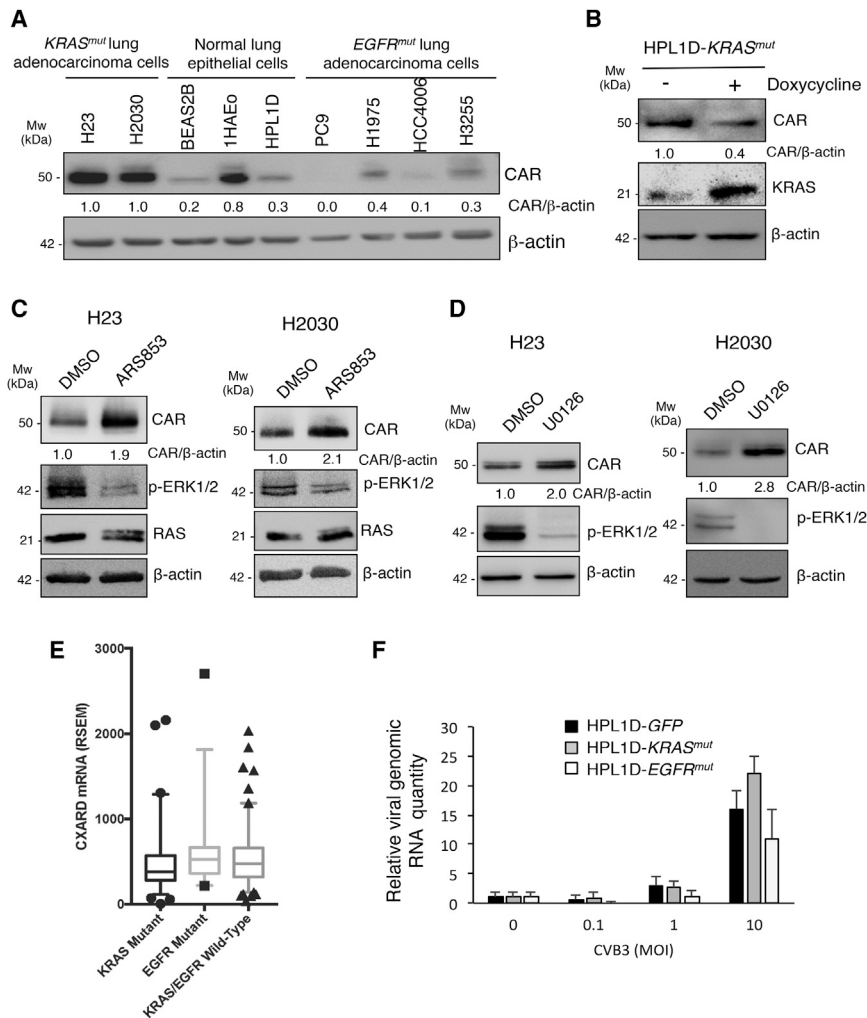 A
KRASmut lung adenocarcinoma cells
Normal lung epithelial cells
EGFRmut lung adenocarcinoma cells
Mw (kDa)
H23
H2030
BEAS2B
1HAEo
HPL1D
PC9
H1975
HCC4006
H3255
50 -
CAR
1.0 1.0 0.2 0.8 0.3 0.0 0.4 0.1 0.3 CAR/β-actin
42 -
β-actin
B
HPL1D-KRASmut
Mw (kDa)
- + Doxycycline
50 - CAR
1.0 0.4 CAR/β-actin
21 - KRAS
42 - β-actin
C
H23
Mw (kDa)
DMSO
ARS853
50 - CAR
1.0 1.9 CAR/β-actin
42 - p-ERK1/2
21 - RAS
42 - β-actin
H2030
Mw (kDa)
DMSO
ARS853
50 - CAR
1.0 2.1 CAR/β-actin
42 - p-ERK1/2
21 - RAS
42 - β-actin
D
H23
Mw (kDa)
DMSO
U0126
50 - CAR
1.0 2.0 CAR/β-actin
42 - p-ERK1/2
42 - β-actin
H2030
Mw (kDa)
DMSO
U0126
50 - CAR
1.0 2.8 CAR/β-actin
42 - p-ERK1/2
42 - β-actin
E
CXARD mRNA (RSEM)
3000
2000
1000
0
KRAS Mutant
EGFR Mutant
KRAS/EGFR Wild-Type
F
Relative viral genomic RNA quantity
30
25
20
15
10
5
0
HPL1D-GFP
HPL1D-KRASmut
HPL1D-EGFRmut
0 0.1 1 10
CVB3 (MOI)